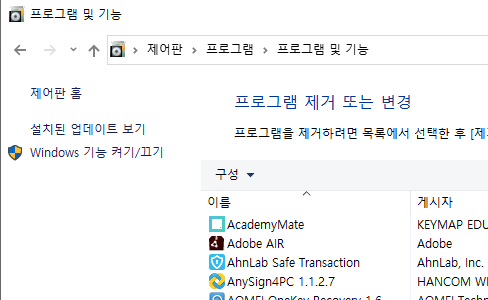 프로그램 및 기능
제어판 > 프로그램 > 프로그램 및 기능
제어판 홈
프로그램 제거 또는 변경
설치된 업데이트 보기
프로그램을 제거하려면 목록에서 선택한 후 [제
Windows 기능 켜기/끄기
구성
이름 게시자
AcademyMate KEYMAP EDU
Adobe AIR Adobe
AhnLab Safe Transaction AhnLab, Inc.
AnySign4PC 1.1.2.7 HANCOM WI
AOMEI OneKey Recovery 1.6 AOMEI Techn